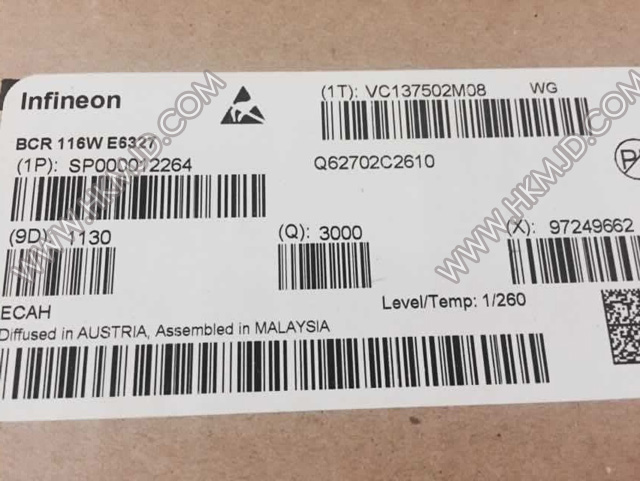 Infineon
(1T): VC137502M08 WG
BCR 116W E6327
(1P): SP000012264
Q62702C2610
(9D) 1130
(Q): 3000
(X): 97249662
ECAH
Level/Temp: 1/260
Diffused in AUSTRIA, Assembled in MALAYSIA
WWW.HKMJD.COM
WWW.HKMJD.COM